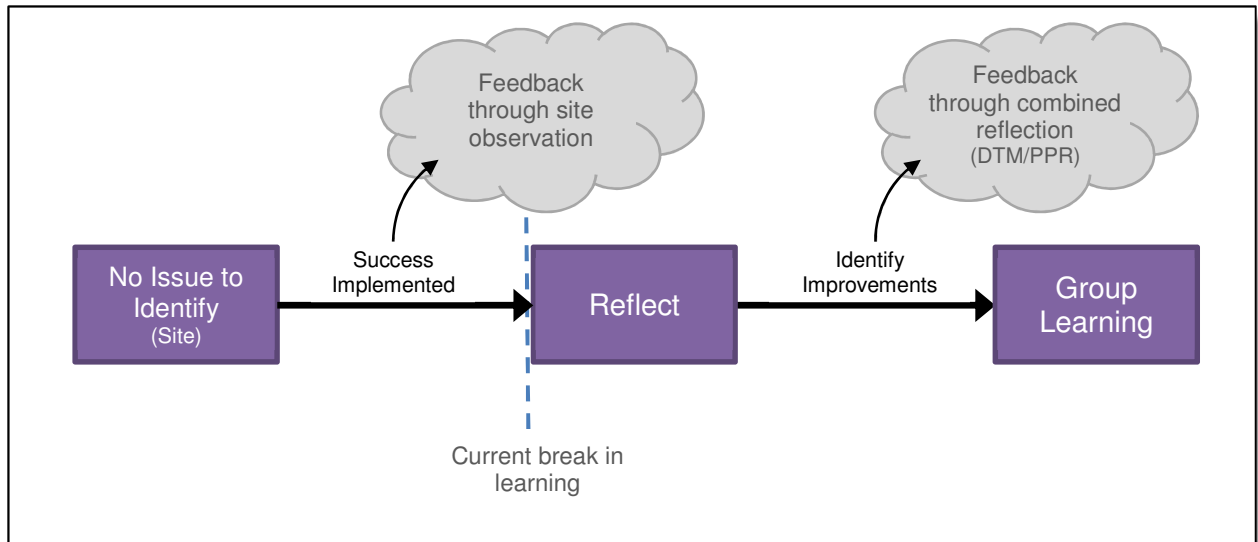 Feedback
through site
observation
Feedback
through combined
reflection
(DTM/PPR)
No Issue to
Identify
(Site)
Success
Implemented
Reflect
Identify
Improvements
Group
Learning
Current break in
learning